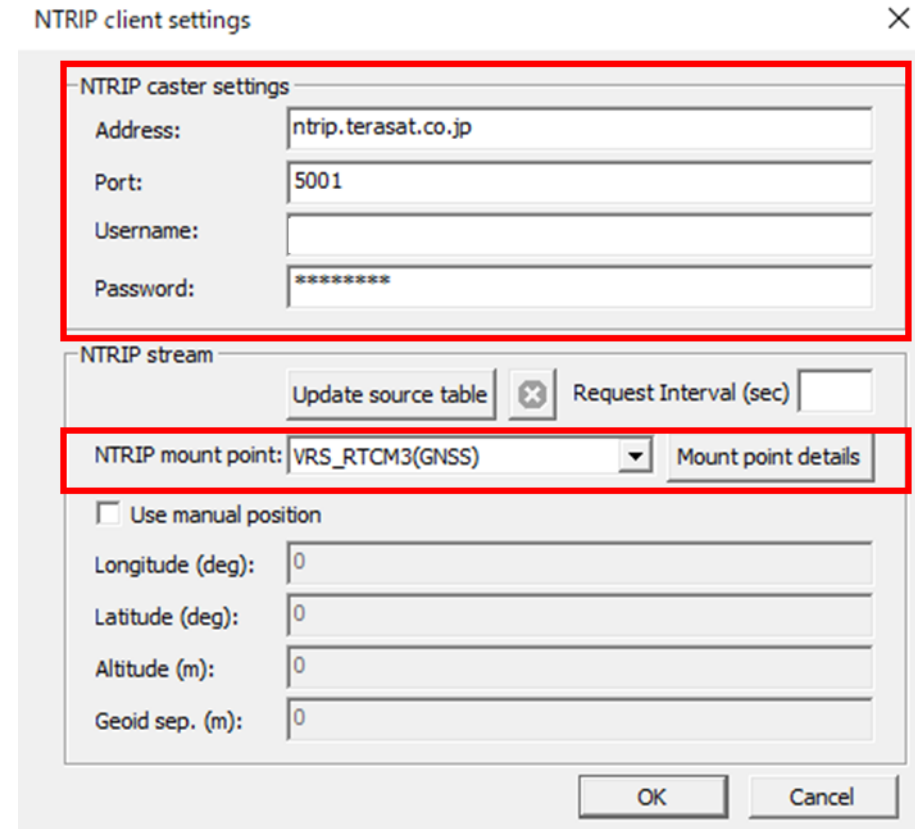 NTRIP client settings
NTRIP caster settings
Address: ntrip.terasat.co.jp
Port: 5001
Username:
Password: ********
NTRIP stream
Update source table Request Interval (sec)
NTRIP mount point: VRS_RTCM3(GNSS) Mount point details
Use manual position
Longitude (deg): 0
Latitude (deg): 0
Altitude (m): 0
Geoid sep. (m): 0
OK Cancel